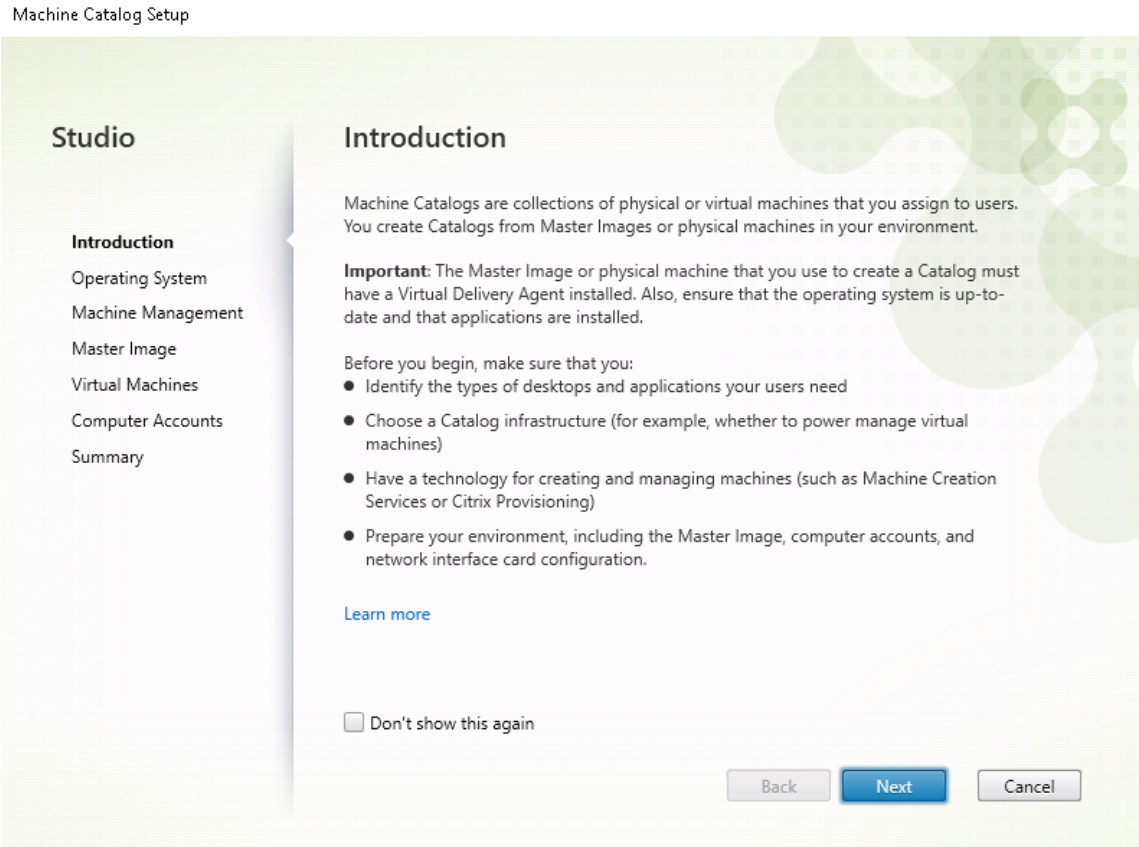 Machine Catalog Setup
Studio
Introduction
Operating System
Machine Management
Master Image
Virtual Machines
Computer Accounts
Summary
Introduction
Machine Catalogs are collections of physical or virtual machines that you assign to users.
You create Catalogs from Master Images or physical machines in your environment.
Important: The Master Image or physical machine that you use to create a Catalog must
have a Virtual Delivery Agent installed. Also, ensure that the operating system is up-to-
date and that applications are installed.
Before you begin, make sure that you:
● Identify the types of desktops and applications your users need
● Choose a Catalog infrastructure (for example, whether to power manage virtual
machines)
● Have a technology for creating and managing machines (such as Machine Creation
Services or Citrix Provisioning)
● Prepare your environment, including the Master Image, computer accounts, and
network interface card configuration.
Learn more
Don't show this again
Back Next Cancel